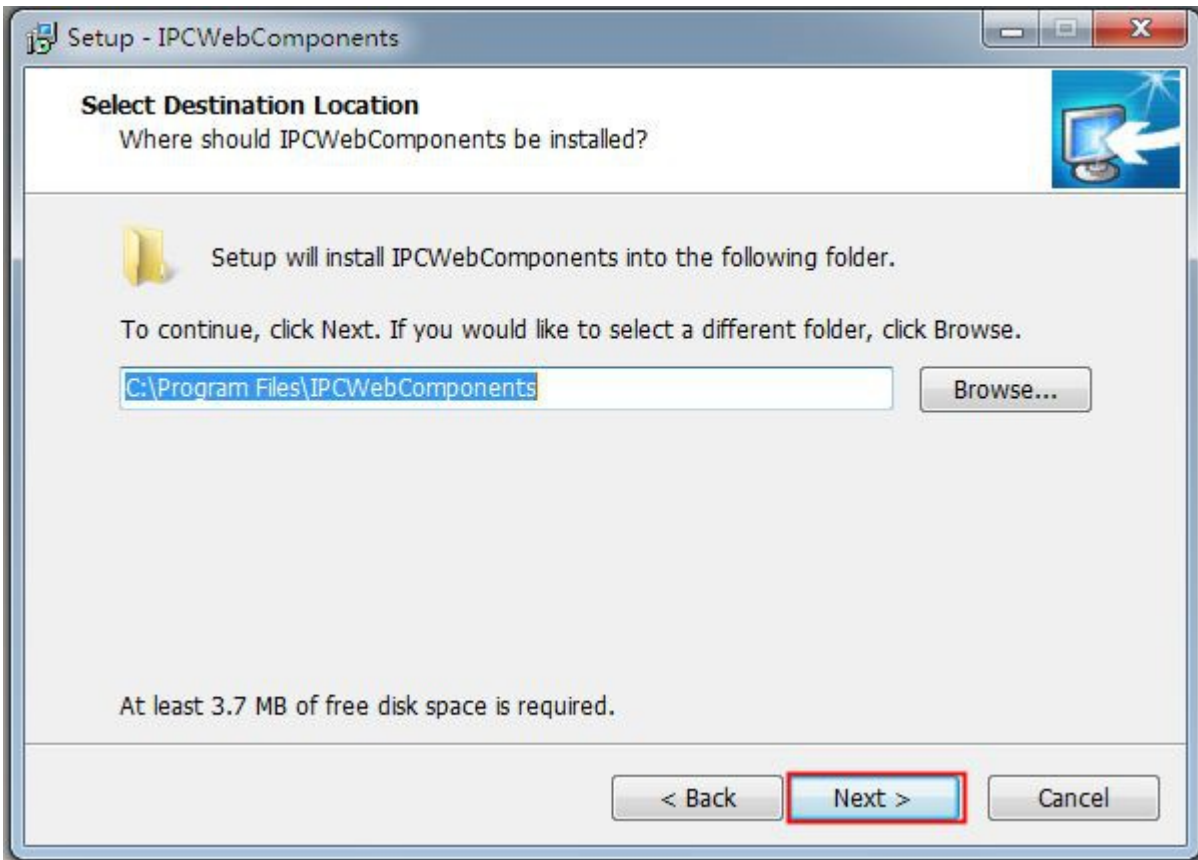 Setup - IPCWebComponents
Select Destination Location
Where should IPCWebComponents be installed?
Setup will install IPCWebComponents into the following folder.
To continue, click Next. If you would like to select a different folder, click Browse.
C:\Program Files\IPCWebComponents
Browse...
At least 3.7 MB of free disk space is required.
< Back
Next >
Cancel